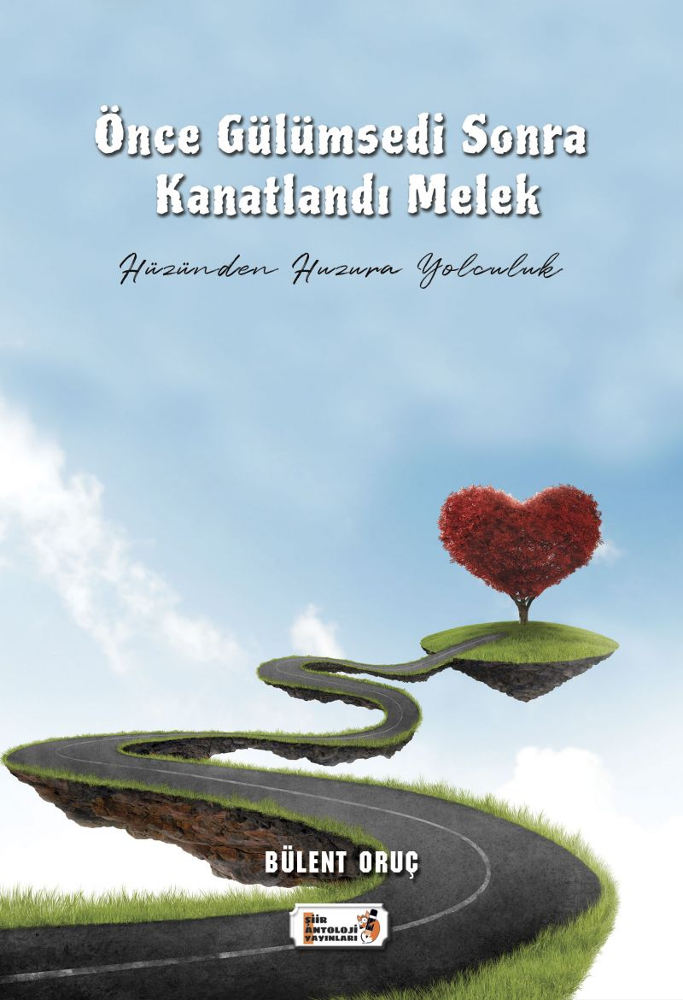 Önce Gülümsedi Sonra
Kanatlandı Melek
Hüzünden Huzura Yolculuk
BÜLENT ORUÇ
ŞİİR
ANTOLOJİ
YAYINLARI